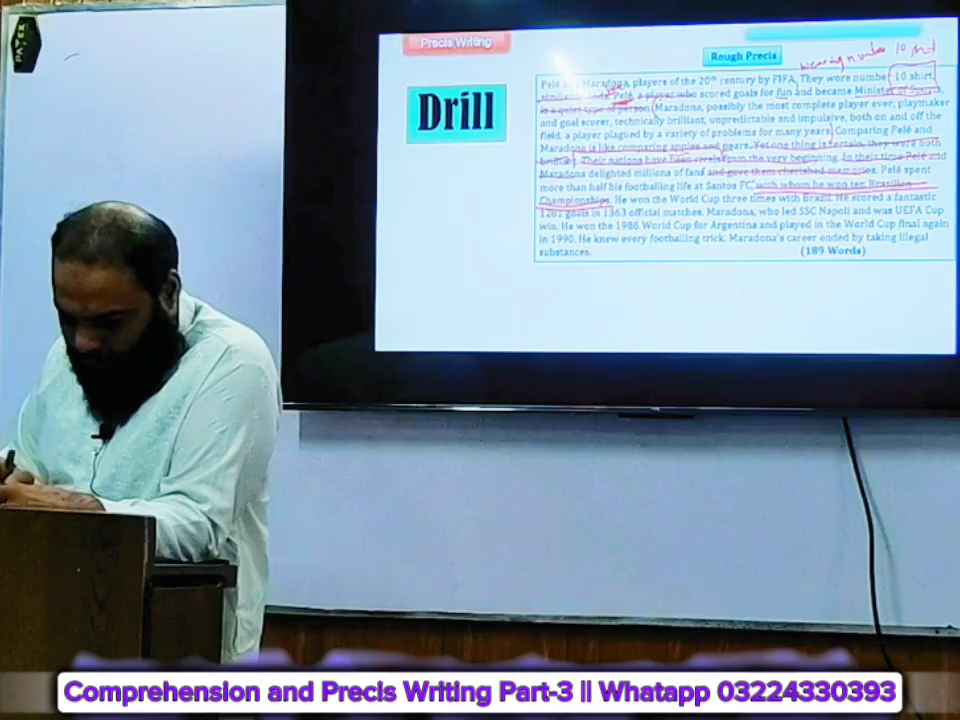 PATEX
Precis Writing
Rough Precis
wearing number 10 shirt
Drill
Pelé and Maradona, players of the 20th century by FIFA. They were number 10 shirt,
a player who scored goals for fun and became Minister of Sports,
is a quiet type of person. Maradona, possibly the most complete player ever, playmaker
and goal scorer, technically brilliant, unpredictable and impulsive, both on and off the
field, a player plagued by a variety of problems for many years. Comparing Pelé and
Maradona is like comparing apples and pears. Yet one thing is certain, they were both
brilliant. Their nations have been rivals from the very beginning. In their time Pelé and
Maradona delighted millions of fans and gave them cherished memories. Pelé spent
more than half his footballing life at Santos FC, with whom he won ten Brazilian
Championships. He won the World Cup three times with Brazil. He scored a fantastic
1281 goals in 1363 official matches. Maradona, who led SSC Napoli and was UEFA Cup
win. He won the 1986 World Cup for Argentina and played in the World Cup final again
in 1990. He knew every footballing trick. Maradona's career ended by taking illegal
substances.
(189 Words)
Comprehension and Precis Writing Part-3 || Whatapp 03224330393